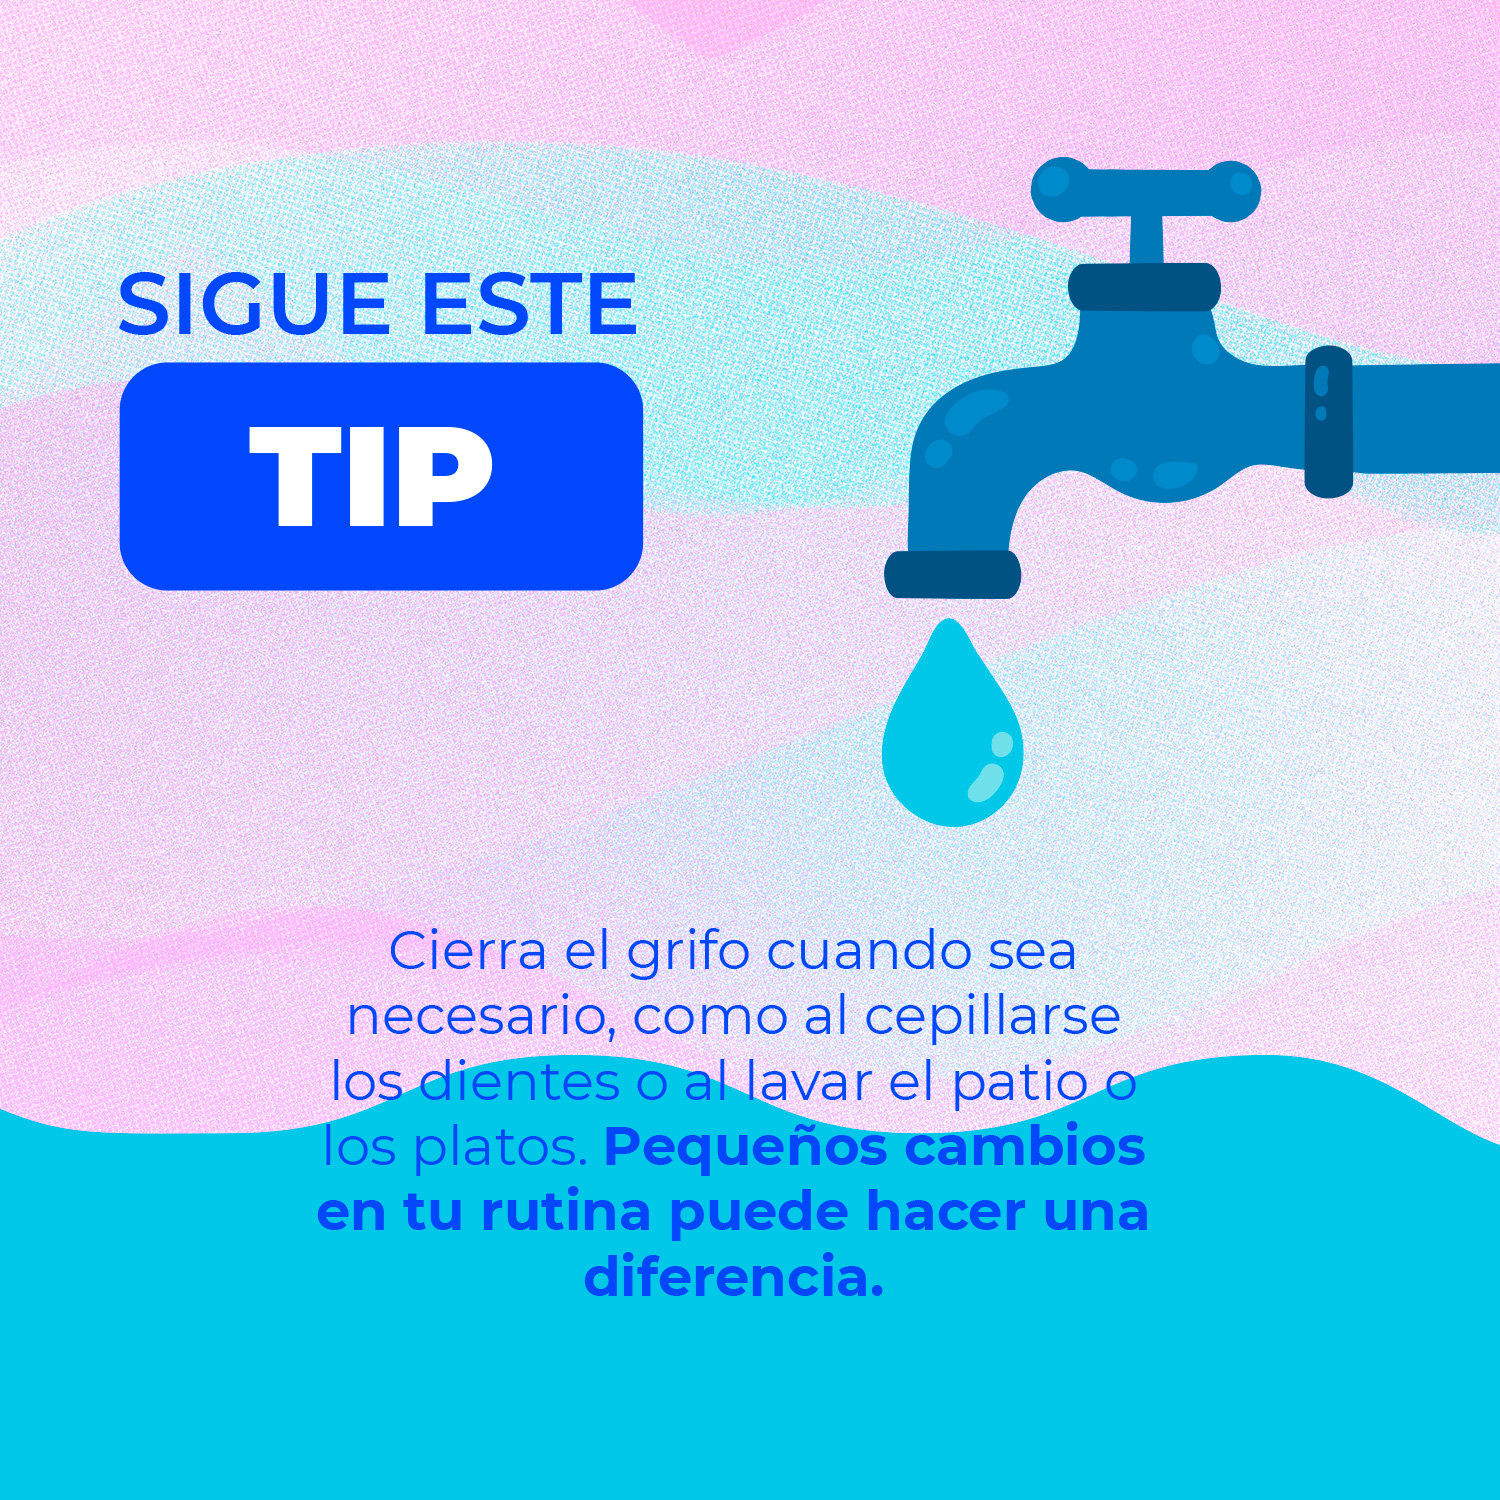 SIGUE ESTE
TIP
Cierra el grifo cuando sea
necesario, como al cepillarse
los dientes o al lavar el patio o
los platos. Pequeños cambios
en tu rutina puede hacer una
diferencia.